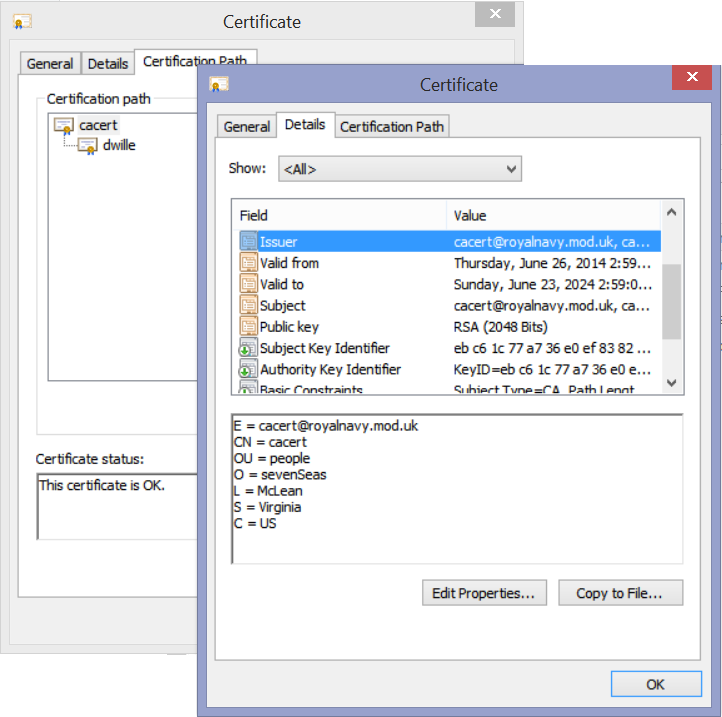 Certificate
General Details Certification Path
Certification path
cacert
dwille
Certificate status:
This certificate is OK.
Certificate
General Details Certification Path
Show: <All>
Field Value
Issuer cacert@royalnavy.mod.uk, ca...
Valid from Thursday, June 26, 2014 2:59...
Valid to Sunday, June 23, 2024 2:59:0...
Subject cacert@royalnavy.mod.uk, ca...
Public key RSA (2048 Bits)
Subject Key Identifier eb c6 1c 77 a7 36 e0 ef 83 82 ...
Authority Key Identifier KeyID=eb c6 1c 77 a7 36 e0 e...
Basic Constraints Subject Type=CA, Path Lengt...
E = cacert@royalnavy.mod.uk
CN = cacert
OU = people
O = sevenSeas
L = McLean
S = Virginia
C = US
Edit Properties... Copy to File...
OK